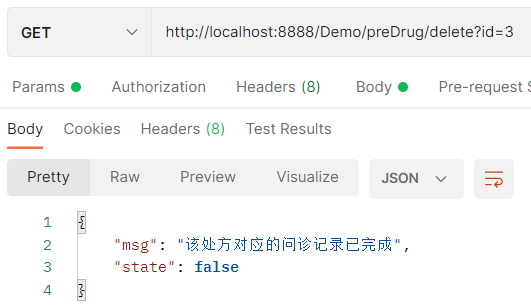 GET http://localhost:8888/Demo/preDrug/delete?id=3
Params Authorization Headers (8) Body Pre-request S
Body Cookies Headers (8) Test Results
Pretty Raw Preview Visualize JSON
1 {
2 "msg": "该处方对应的问诊记录已完成",
3 "state": false
4 }